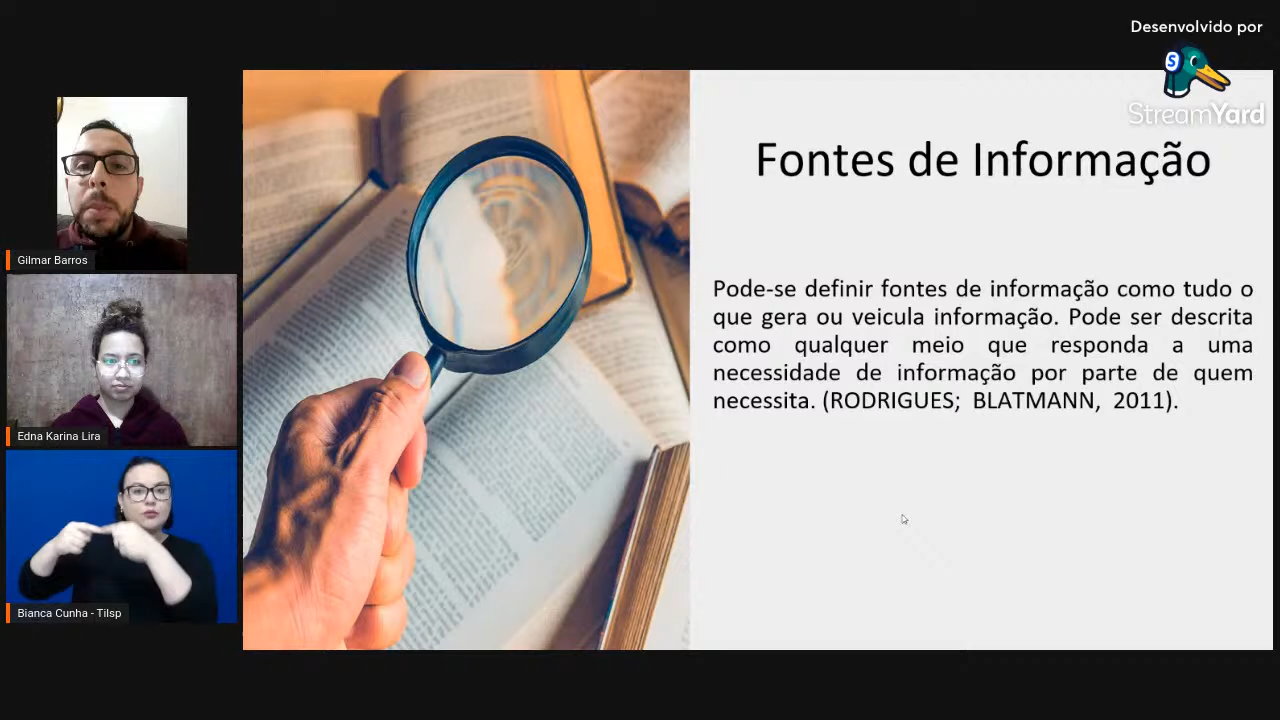 Desenvolvido por
S
StreamYard
Fontes de Informação
Pode-se definir fontes de informação como tudo o
que gera ou veicula informação. Pode ser descrita
como qualquer meio que responda a uma
necessidade de informação por parte de quem
necessita. (RODRIGUES; BLATMANN, 2011).
Gilmar Barros
Edna Karina Lira
Bianca Cunha - Tilsp